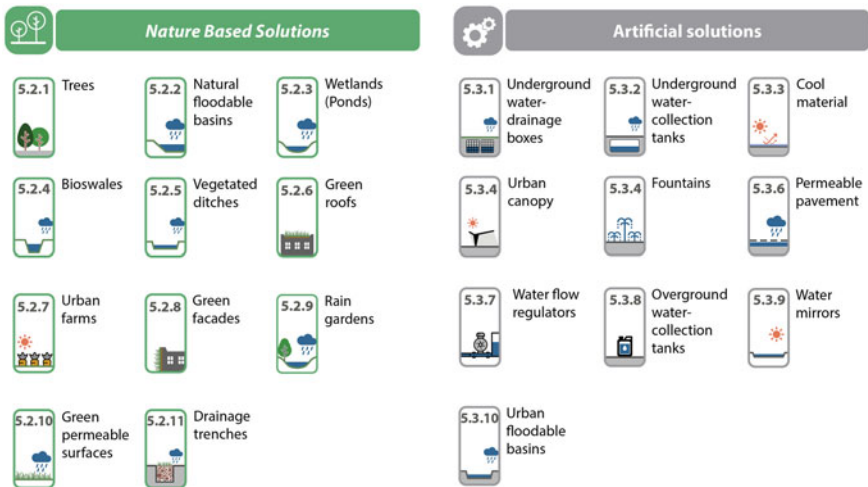 Nature Based Solutions
5.2.1
Trees
5.2.2
Natural
floodable
basins
5.2.3
Wetlands
(Ponds)
5.2.4
Bioswales
5.2.5
Vegetated
ditches
5.2.6
Green
roofs
5.2.7
Urban
farms
5.2.8
Green
facades
5.2.9
Rain
gardens
5.2.10
Green
permeable
surfaces
5.2.11
Drainage
trenches
Artificial solutions
5.3.1
Underground
water-
drainage
boxes
5.3.2
Underground
water-
collection
tanks
5.3.3
Cool
material
5.3.4
Urban
canopy
5.3.4
Fountains
5.3.6
Permeable
pavement
5.3.7
Water flow
regulators
5.3.8
Overground
water-
collection
tanks
5.3.9
Water
mirrors
5.3.10
Urban
floodable
basins